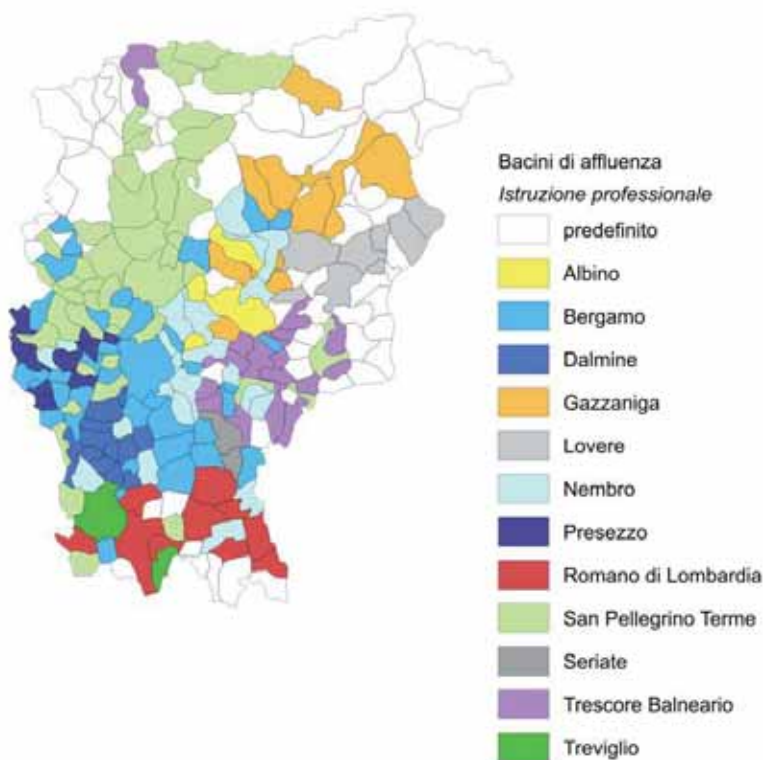 Bacini di affluenza
Istruzione professionale
predefinito
Albino
Bergamo
Dalmine
Gazzaniga
Lovere
Nembro
Presezzo
Romano di Lombardia
San Pellegrino Terme
Seriate
Trescore Balneario
Treviglio